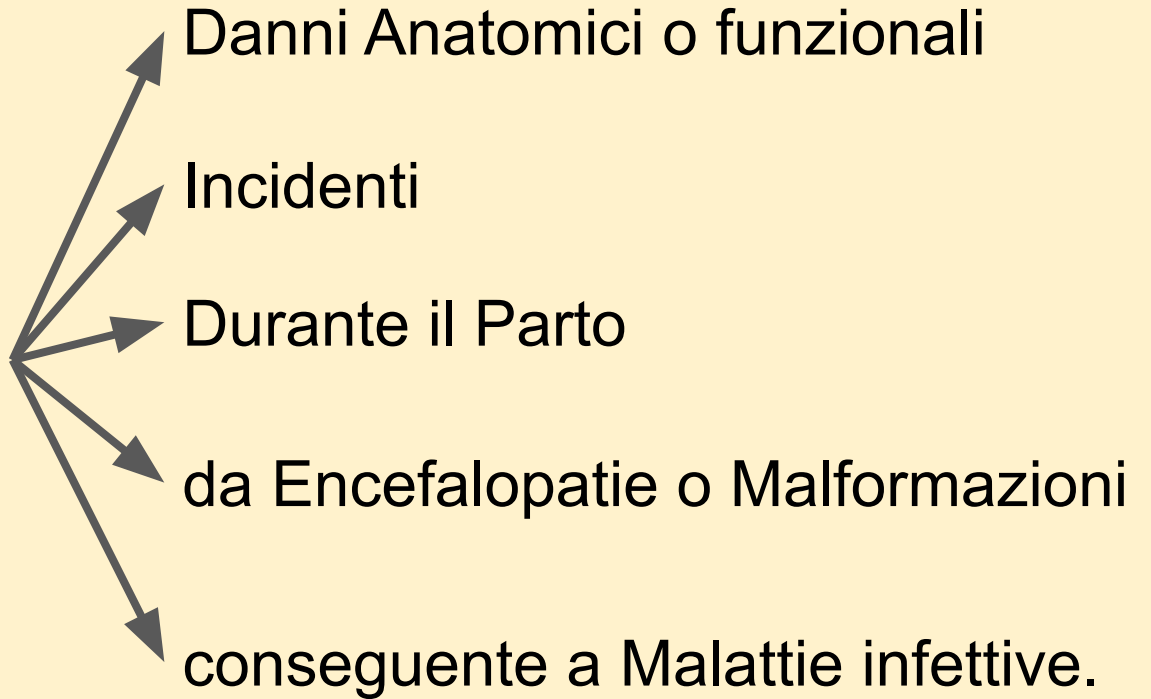 Danni Anatomici o funzionali
Incidenti
Durante il Parto
da Encefalopatie o Malformazioni
conseguente a Malattie infettive.